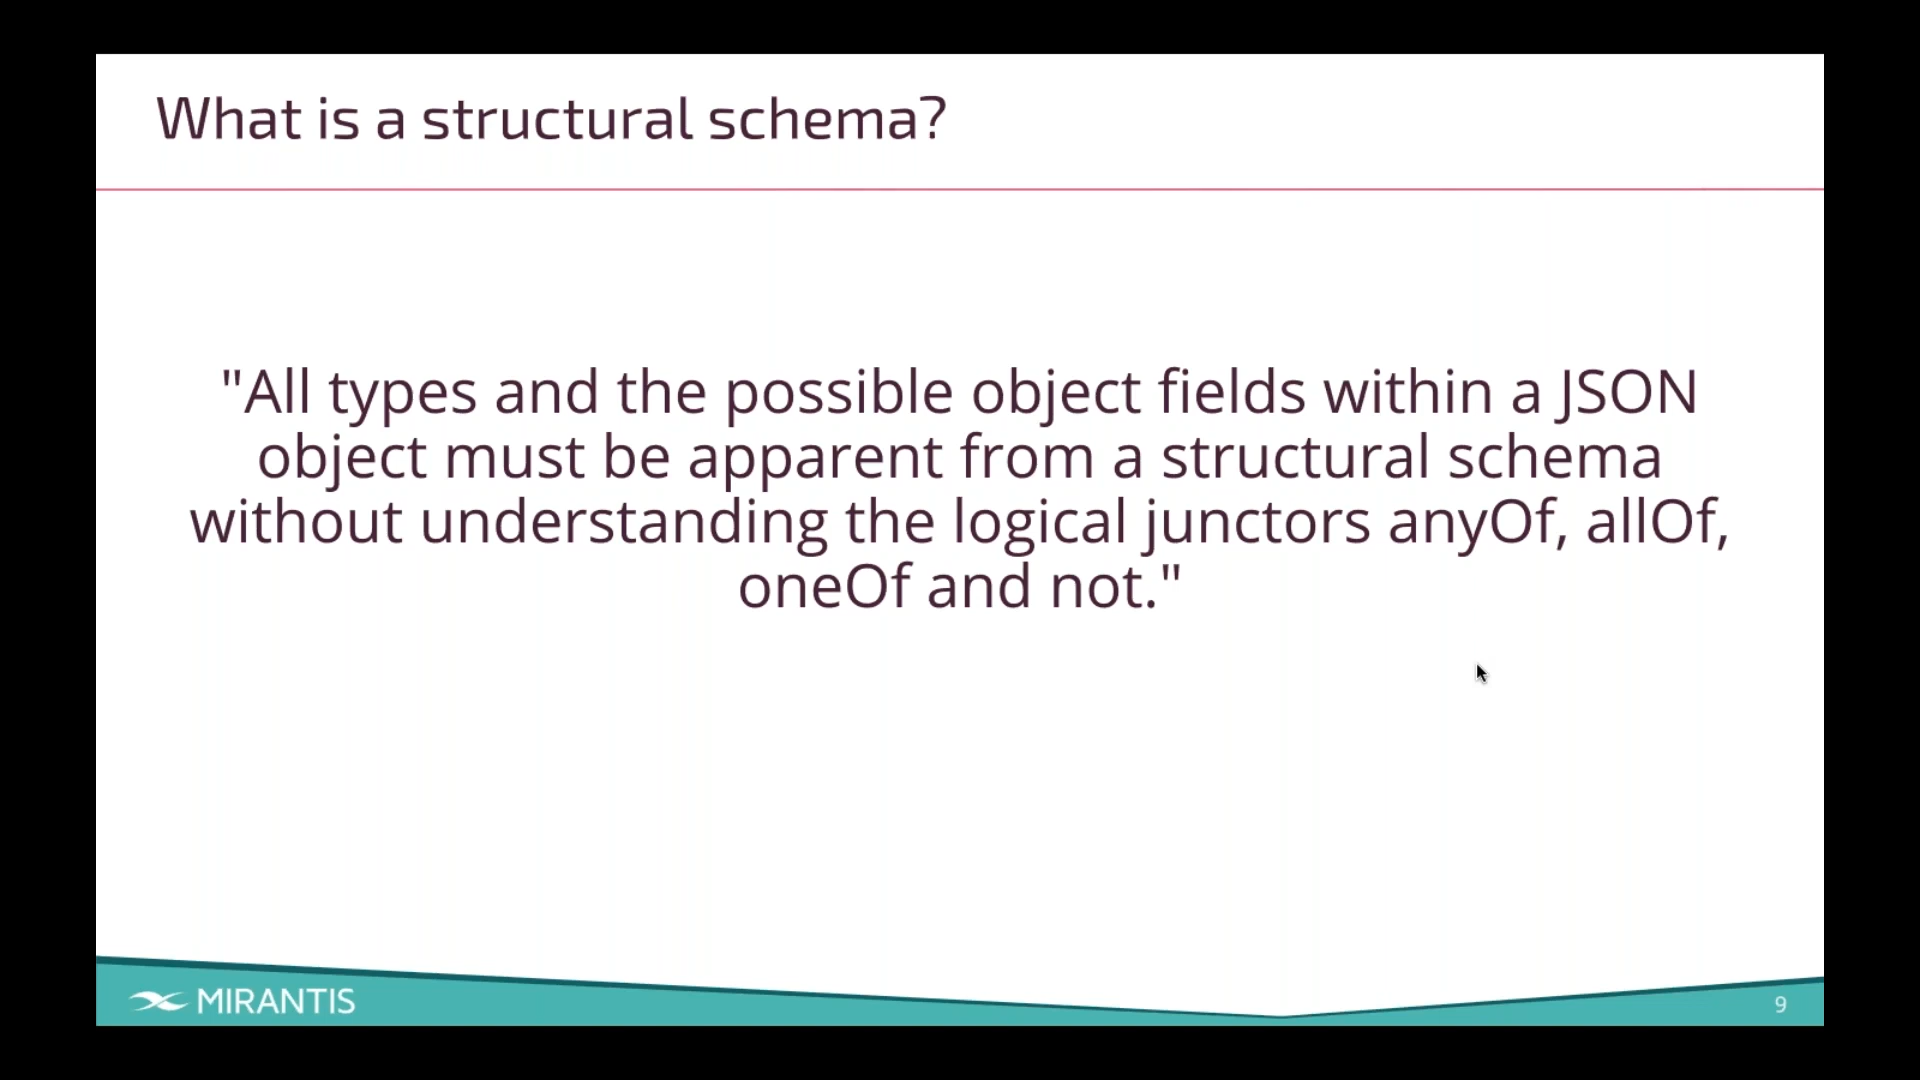 What is a structural schema?
"All types and the possible object fields within a JSON
object must be apparent from a structural schema
without understanding the logical junctors anyOf, allOf,
oneOf and not."
MIRANTIS
9